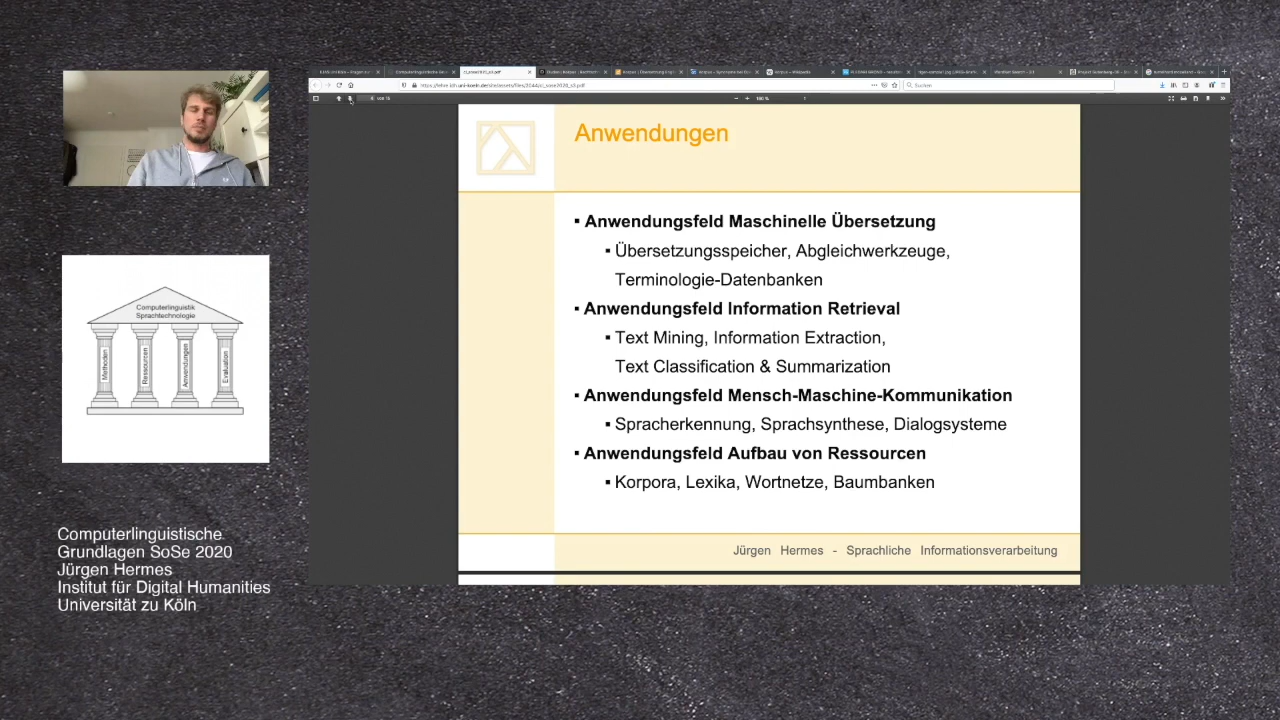 Computerlinguistik
Sprachtechnologie
Methoden
Ressourcen
Anwendungen
Evaluation
Computerlinguistische
Grundlagen SoSe 2020
Jürgen Hermes
Institut für Digital Humanities
Universität zu Köln
Anwendungen
▪ Anwendungsfeld Maschinelle Übersetzung
▪ Übersetzungsspeicher, Abgleichwerkzeuge,
Terminologie-Datenbanken
▪ Anwendungsfeld Information Retrieval
▪ Text Mining, Information Extraction,
Text Classification & Summarization
▪ Anwendungsfeld Mensch-Maschine-Kommunikation
▪ Spracherkennung, Sprachsynthese, Dialogsysteme
▪ Anwendungsfeld Aufbau von Ressourcen
▪ Korpora, Lexika, Wortnetze, Baumbanken
Jürgen Hermes - Sprachliche Informationsverarbeitung